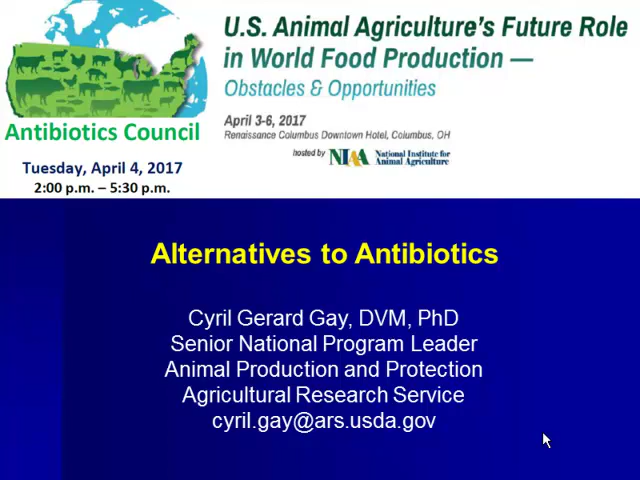 U.S. Animal Agriculture's Future Role
in World Food Production —
Obstacles & Opportunities
April 3-6, 2017
Renaissance Columbus Downtown Hotel, Columbus, OH
hosted by NIAA National Institute for
Animal Agriculture
Antibiotics Council
Tuesday, April 4, 2017
2:00 p.m. – 5:30 p.m.
Alternatives to Antibiotics
Cyril Gerard Gay, DVM, PhD
Senior National Program Leader
Animal Production and Protection
Agricultural Research Service
cyril.gay@ars.usda.gov